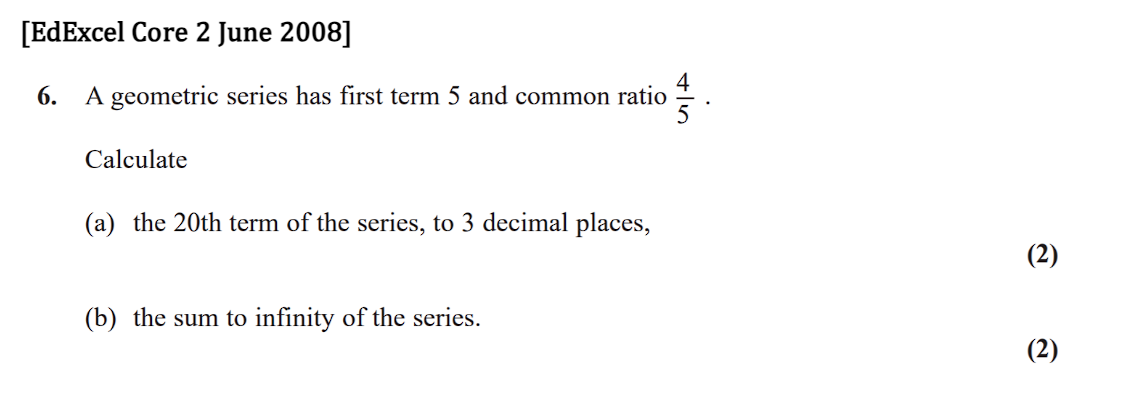 [EdExcel Core 2 June 2008]
6. A geometric series has first term 5 and common ratio 4/5 .
Calculate
(a) the 20th term of the series, to 3 decimal places,
(2)
(b) the sum to infinity of the series.
(2)